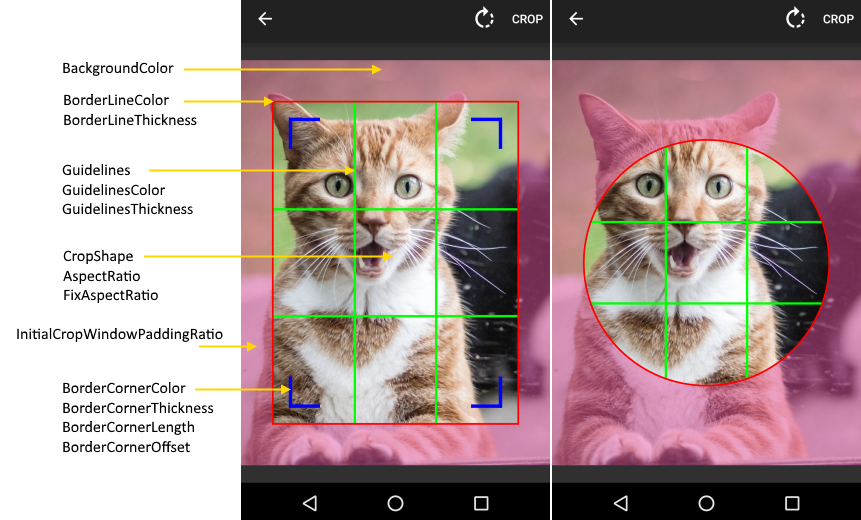 CROP
CROP
BackgroundColor
BorderLineColor
BorderLineThickness
Guidelines
GuidelinesColor
GuidelinesThickness
CropShape
AspectRatio
FixAspectRatio
InitialCropWindowPaddingRatio
BorderCornerColor
BorderCornerThickness
BorderCornerLength
BorderCornerOffset